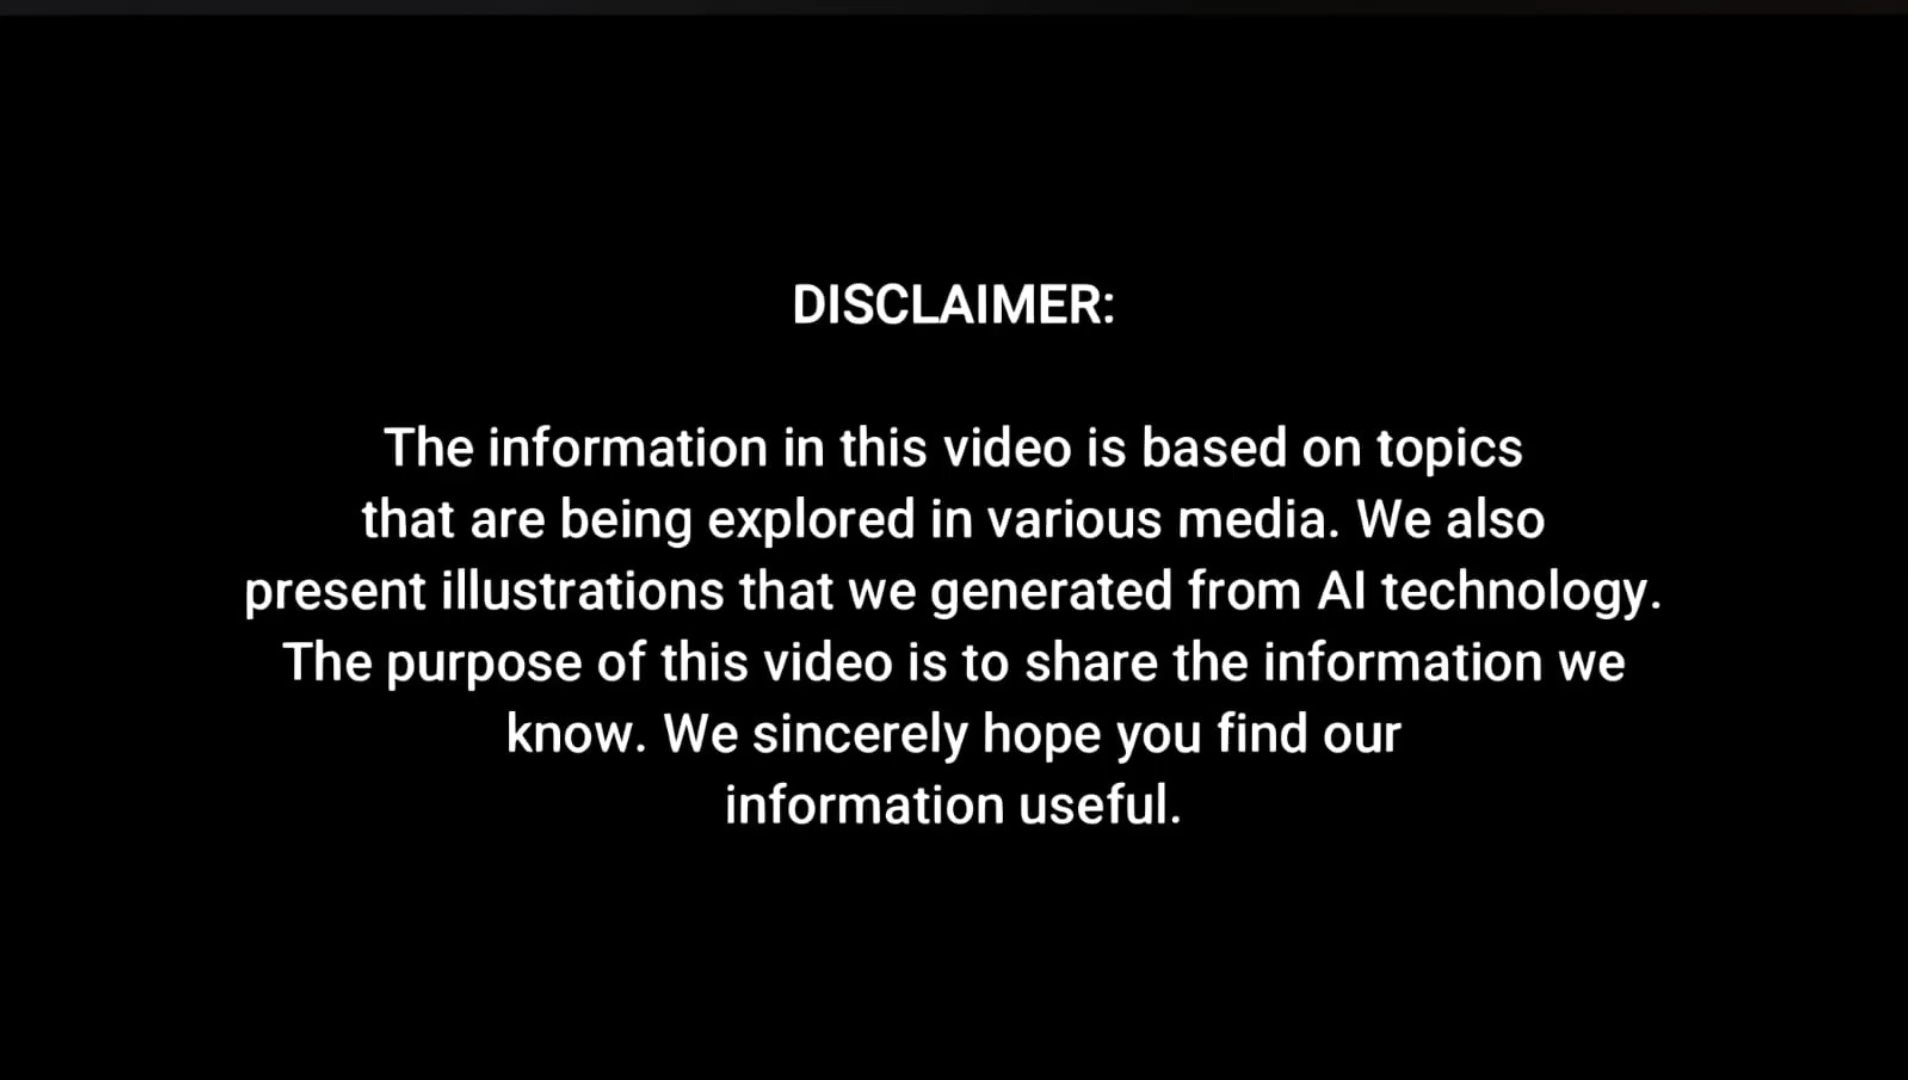 DISCLAIMER:
The information in this video is based on topics
that are being explored in various media. We also
present illustrations that we generated from AI technology.
The purpose of this video is to share the information we
know. We sincerely hope you find our
information useful.